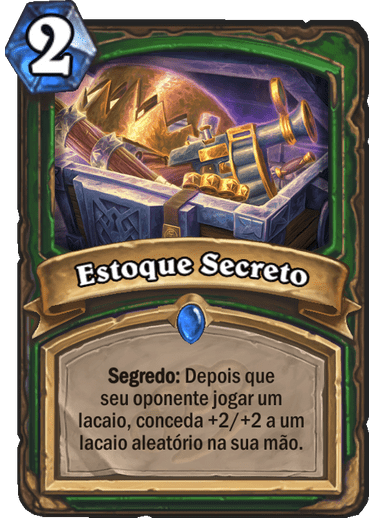 2
Estoque Secreto
Segredo: Depois que
seu oponente jogar um
lacaio, conceda +2/+2 a um
lacaio aleatório na sua mão.